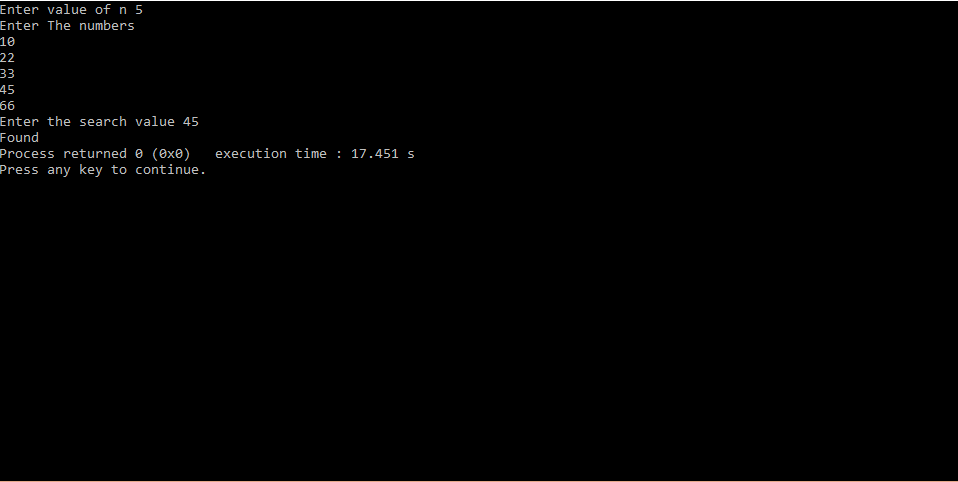 Enter value of n 5
Enter The numbers
10
22
33
45
66
Enter the search value 45
Found
Process returned 0 (0x0)   execution time : 17.451 s
Press any key to continue.